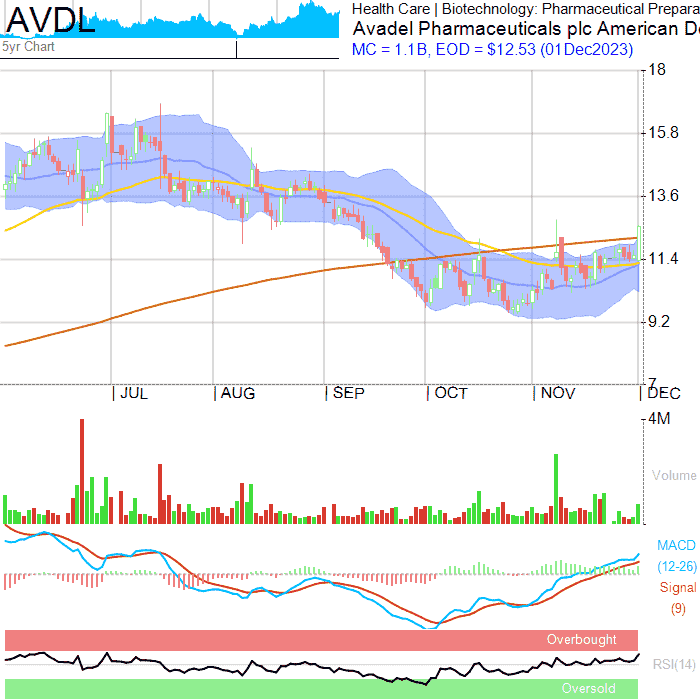 AVDL
5yr Chart
Health Care | Biotechnology: Pharmaceutical Prepara
Avadel Pharmaceuticals plc American De
MC = 1.1B, EOD = $12.53 (01Dec2023)
18
15.8
13.6
11.4
9.2
7
JUL
AUG
SEP
OCT
NOV
DEC
4M
Volume
MACD
(12-26)
Signal
(9)
Overbought
RSI(14)
Oversold